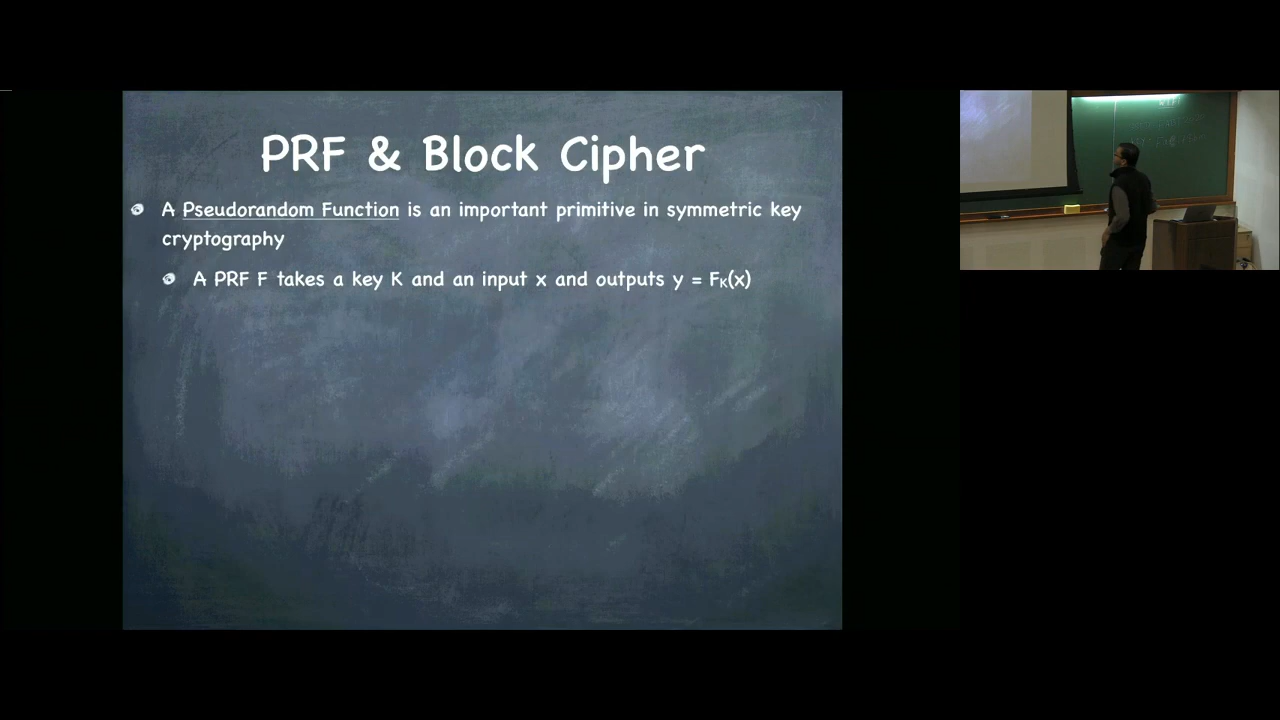 PRF & Block Cipher
A Pseudorandom Function is an important primitive in symmetric key
cryptography
A PRF F takes a key K and an input x and outputs y = Fₖ(x)